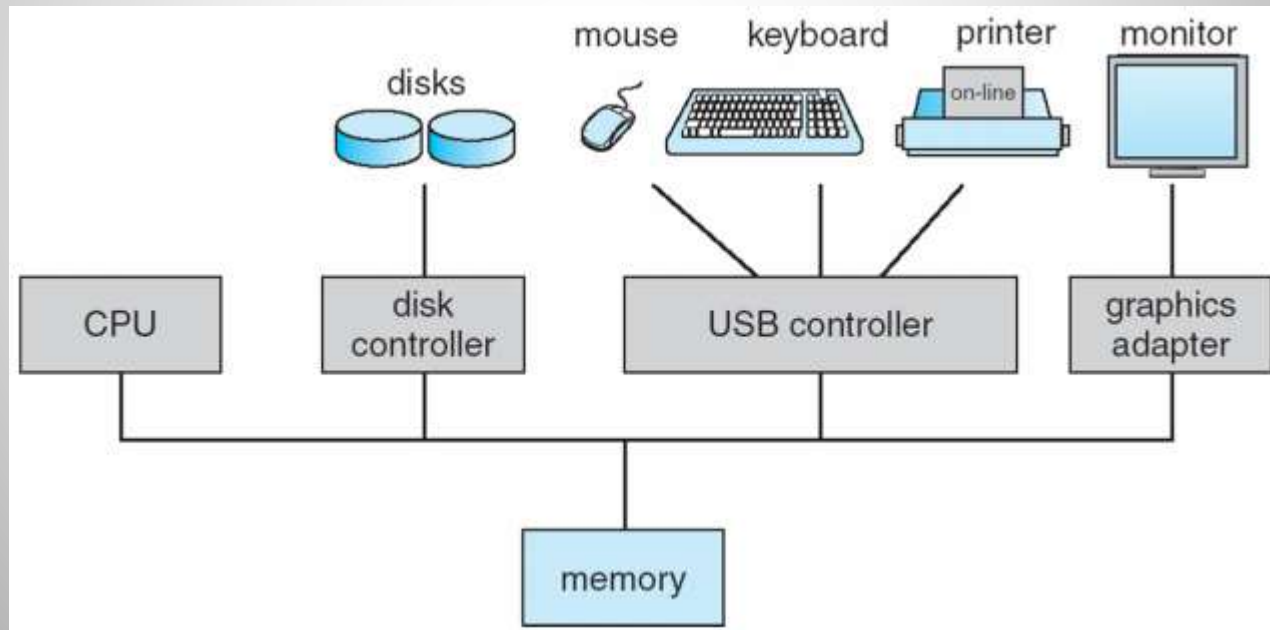 mouse
keyboard
printer
monitor
disks
on-line
CPU
disk
controller
USB controller
graphics
adapter
memory